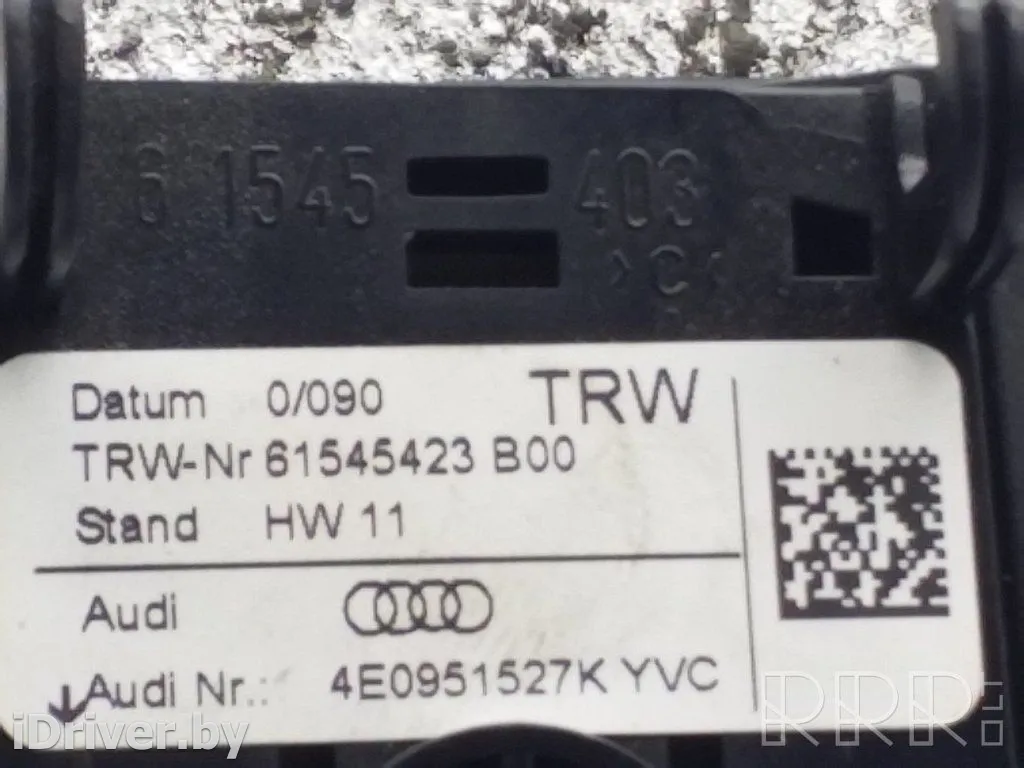 6 1545 403
>C<
Datum 0/090 TRW
TRW-Nr 61545423 B00
Stand HW 11
Audi
Audi Nr.: 4E0951527K YVC
iDriver.by
RRR.LT